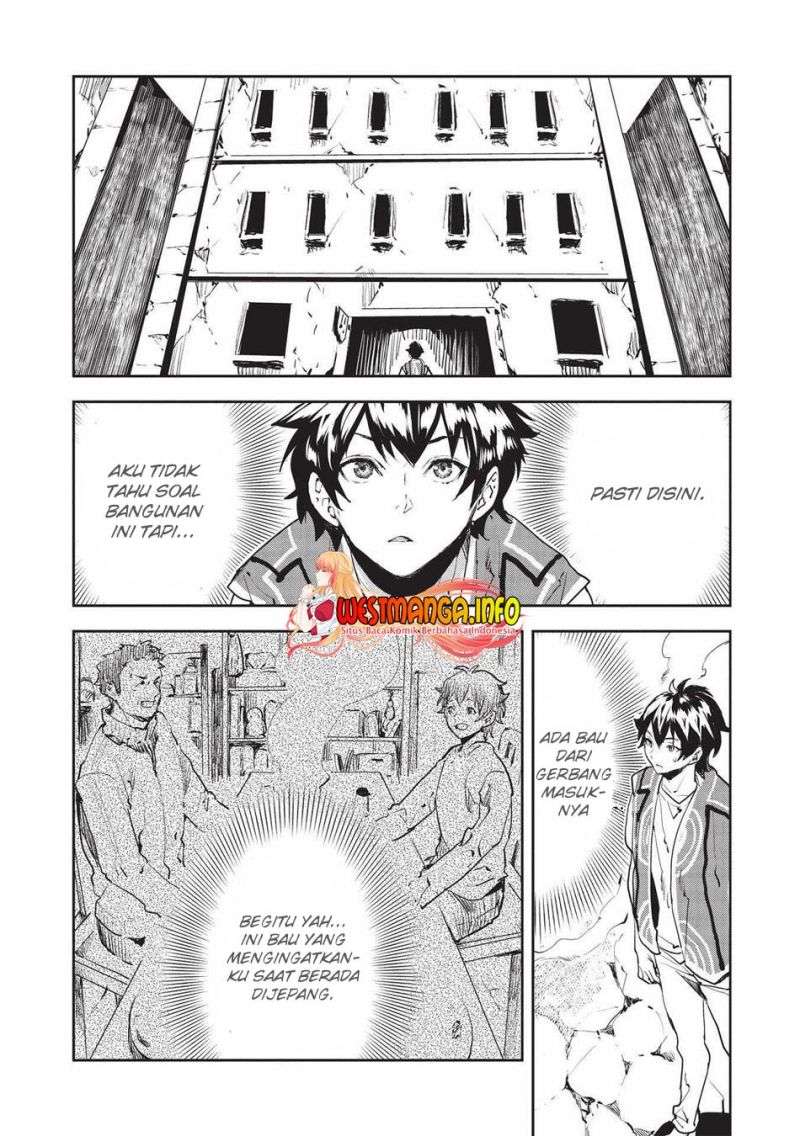 PASTI DISINI.
AKU TIDAK
TAHU SOAL
BANGUNAN
INI TAPI...
WESTMANGA.INFO
Situs Baca Komik Berbahasa Indonesia
ADA BAU
DARI
GERBANG
MASUK-
NYA
BEGITU YAH...
INI BAU YANG
MENGINGATKAN-
KU SAAT BERADA
DIJEPANG.